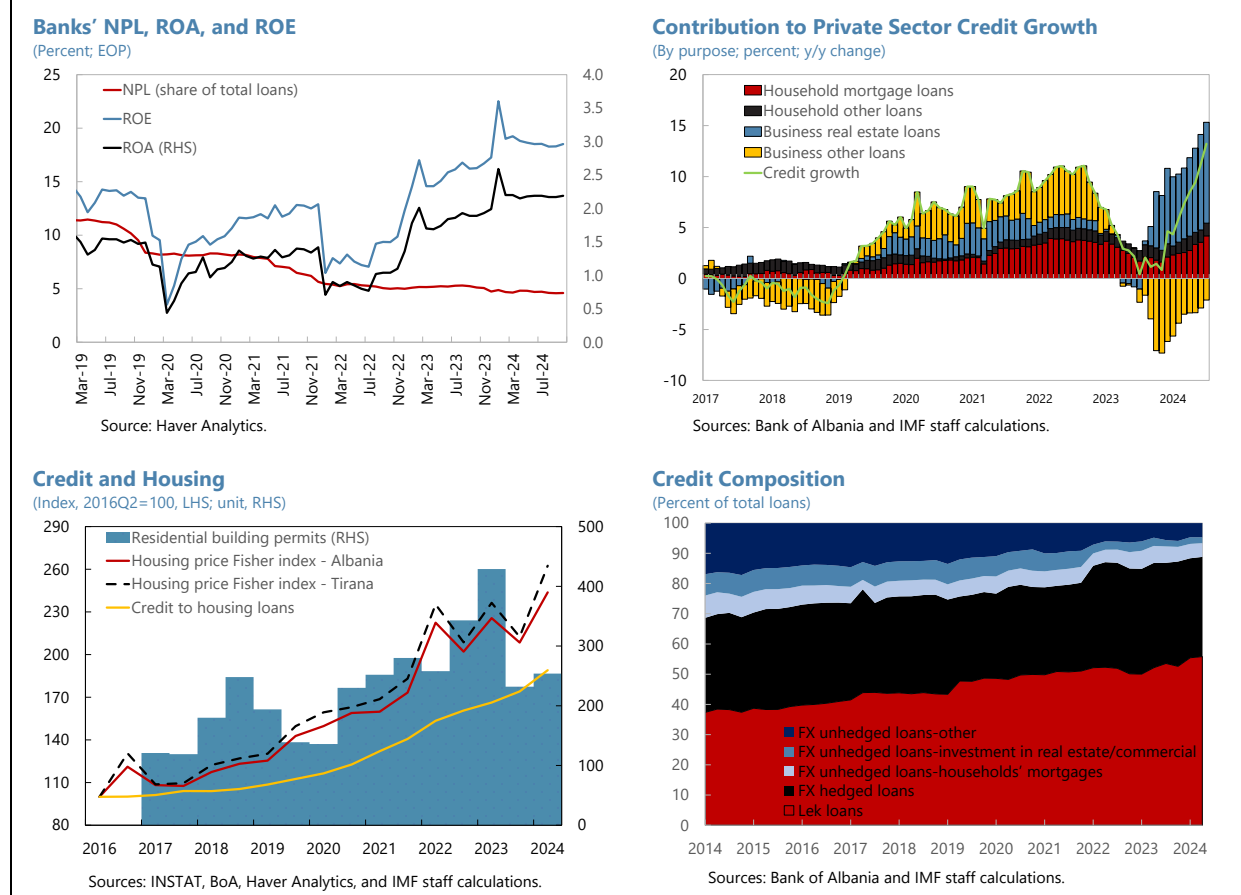 Banks' NPL, ROA, and ROE
(Percent; EOP)
25
20
15
10
5
0
4.0
3.5
3.0
2.5
2.0
1.5
1.0
0.5
0.0
NPL (share of total loans)
ROE
ROA (RHS)
Mar-19
Jul-19
Nov-19
Mar-20
Jul-20
Nov-20
Mar-21
Jul-21
Nov-21
Mar-22
Jul-22
Nov-22
Mar-23
Jul-23
Nov-23
Mar-24
Jul-24
Source: Haver Analytics.
Contribution to Private Sector Credit Growth
(By purpose; percent; y/y change)
20
15
10
5
0
-5
-10
Household mortgage loans
Household other loans
Business real estate loans
Business other loans
Credit growth
2017 2018 2019 2020 2021 2022 2023 2024
Sources: Bank of Albania and IMF staff calculations.
Credit and Housing
(Index, 2016Q2=100, LHS; unit, RHS)
290
260
230
200
170
140
110
80
500
400
300
200
100
0
Residential building permits (RHS)
Housing price Fisher index - Albania
Housing price Fisher index - Tirana
Credit to housing loans
2016 2017 2018 2019 2020 2021 2022 2023 2024
Sources: INSTAT, BoA, Haver Analytics, and IMF staff calculations.
Credit Composition
(Percent of total loans)
100
90
80
70
60
50
40
30
20
10
0
FX unhedged loans-other
FX unhedged loans-investment in real estate/commercial
FX unhedged loans-households' mortgages
FX hedged loans
Lek loans
2014 2015 2016 2017 2018 2019 2020 2021 2022 2023 2024
Sources: Bank of Albania and IMF staff calculations.